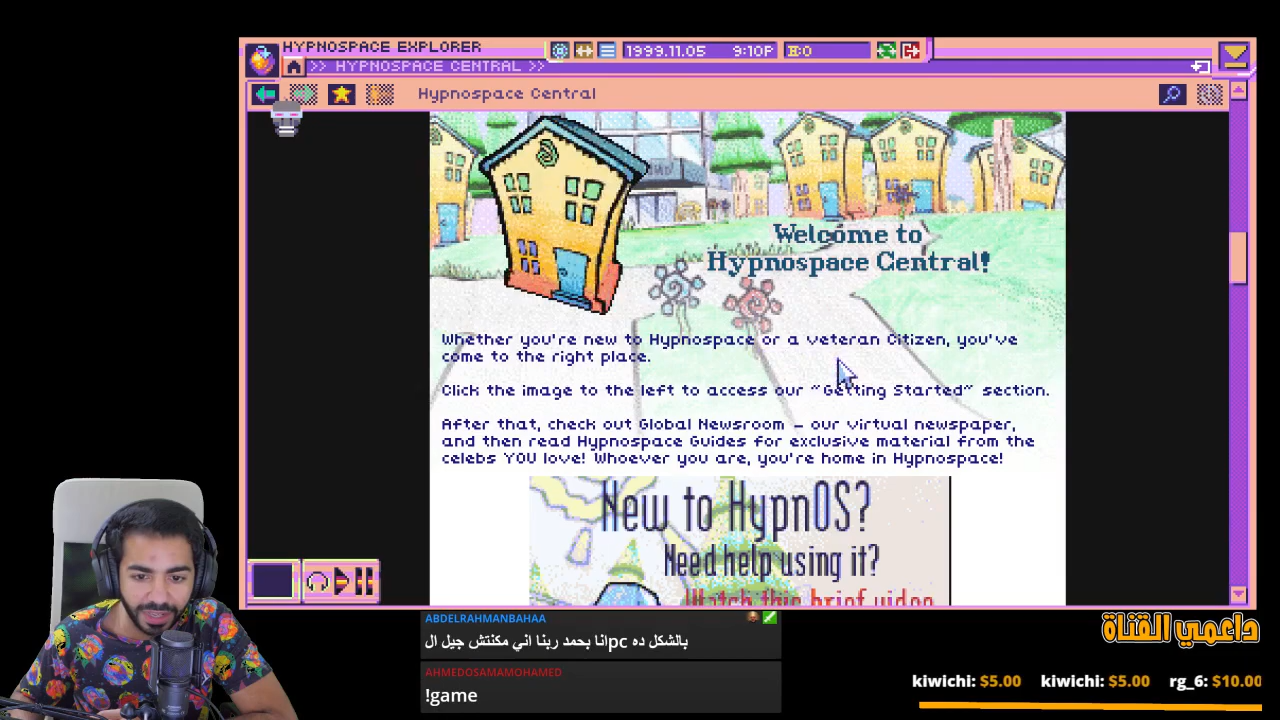 HYPNOSPACE EXPLORER
1999.11.05 9:10P
:0
>> HYPNOSPACE CENTRAL >>
Hypnospace Central
Welcome to
Hypnospace Central!
Whether you're new to Hypnospace or a veteran Citizen, you've
come to the right place.
Click the image to the left to access our ~Getting Started~ section.
After that, check out Global Newsroom – our virtual newspaper,
and then read Hypnospace Guides for exclusive material from the
celebs YOU love! Whoever you are, you're home in Hypnospace!
New to HypnOS?
Need help using it?
Watch this brief video
ABDELRAHMANBAHAA
انا بحمد ربنا اني مكنتش جيل الpc بالشكل ده
AHMEDOSAMAMOHAMED
!game
داعمي القناة
kiwichi: $5.00 kiwichi: $5.00 rg_6: $10.00